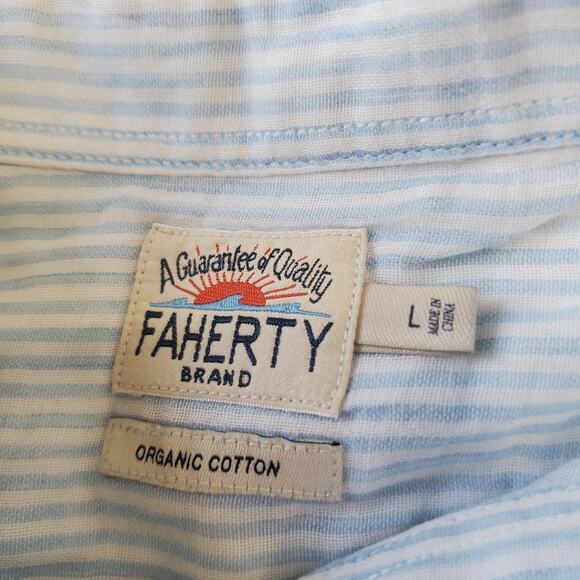 A Guarantee of Quality
FAHERTY
BRAND
L
MADE IN
CHINA
ORGANIC COTTON